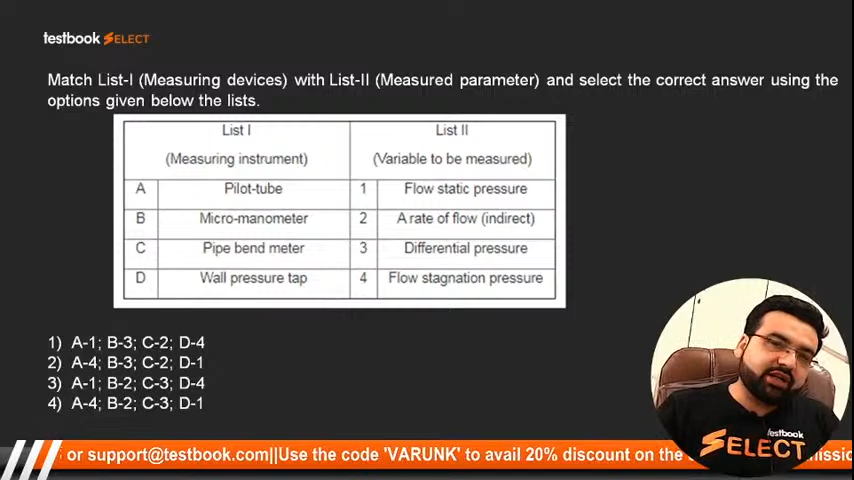 testbook SELECT
Match List-I (Measuring devices) with List-II (Measured parameter) and select the correct answer using the
options given below the lists.
List I List II
(Measuring instrument) (Variable to be measured)
A Pilot-tube 1 Flow static pressure
B Micro-manometer 2 A rate of flow (indirect)
C Pipe bend meter 3 Differential pressure
D Wall pressure tap 4 Flow stagnation pressure
1) A-1; B-3; C-2; D-4
2) A-4; B-3; C-2; D-1
3) A-1; B-2; C-3; D-4
4) A-4; B-2; C-3; D-1
testbook
SELECT
or support@testbook.com||Use the code 'VARUNK' to avail 20% discount on the